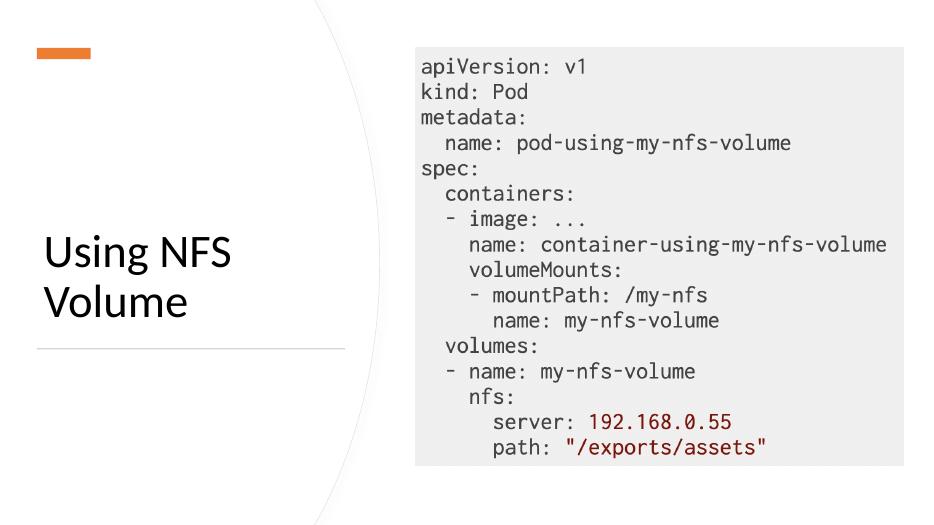 Using NFS
Volume
apiVersion: v1
kind: Pod
metadata:
  name: pod-using-my-nfs-volume
spec:
  containers:
  - image: ...
    name: container-using-my-nfs-volume
    volumeMounts:
    - mountPath: /my-nfs
      name: my-nfs-volume
  volumes:
  - name: my-nfs-volume
    nfs:
      server: 192.168.0.55
      path: "/exports/assets"